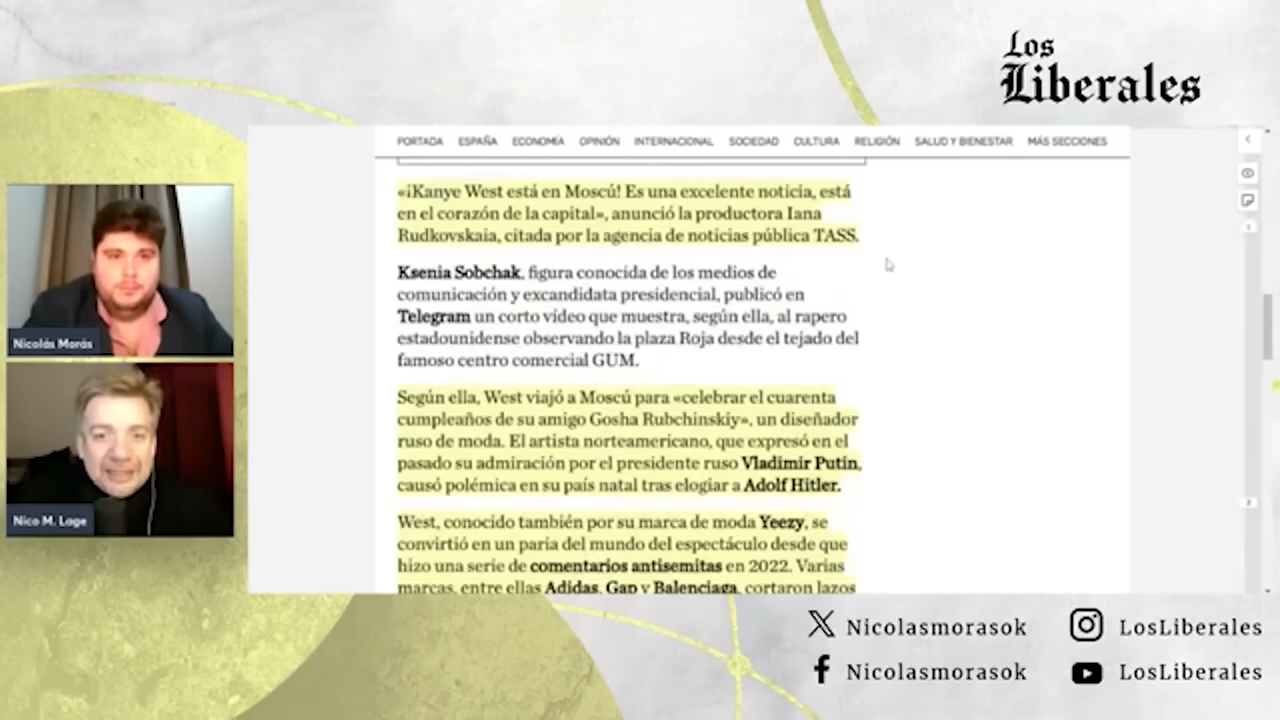 Los
Liberales
PORTADA ESPAÑA ECONOMÍA OPINIÓN INTERNACIONAL SOCIEDAD CULTURA RELIGIÓN SALUD Y BIENESTAR MÁS SECCIONES
«¡Kanye West está en Moscú! Es una excelente noticia, está
en el corazón de la capital», anunció la productora Iana
Rudkovskaia, citada por la agencia de noticias pública TASS.
Ksenia Sobchak, figura conocida de los medios de
comunicación y excandidata presidencial, publicó en
Telegram un corto vídeo que muestra, según ella, al rapero
estadounidense observando la plaza Roja desde el tejado del
famoso centro comercial GUM.
Según ella, West viajó a Moscú para «celebrar el cuarenta
cumpleaños de su amigo Gosha Rubchinskiy», un diseñador
ruso de moda. El artista norteamericano, que expresó en el
pasado su admiración por el presidente ruso Vladimir Putin,
causó polémica en su país natal tras elogiar a Adolf Hitler.
West, conocido también por su marca de moda Yeezy, se
convirtió en un paria del mundo del espectáculo desde que
hizo una serie de comentarios antisemitas en 2022. Varias
marcas, entre ellas Adidas, Gap y Balenciaga, cortaron lazos
Nicolás Morás
Nico M. Lage
Nicolasmorasok LosLiberales
Nicolasmorasok LosLiberales